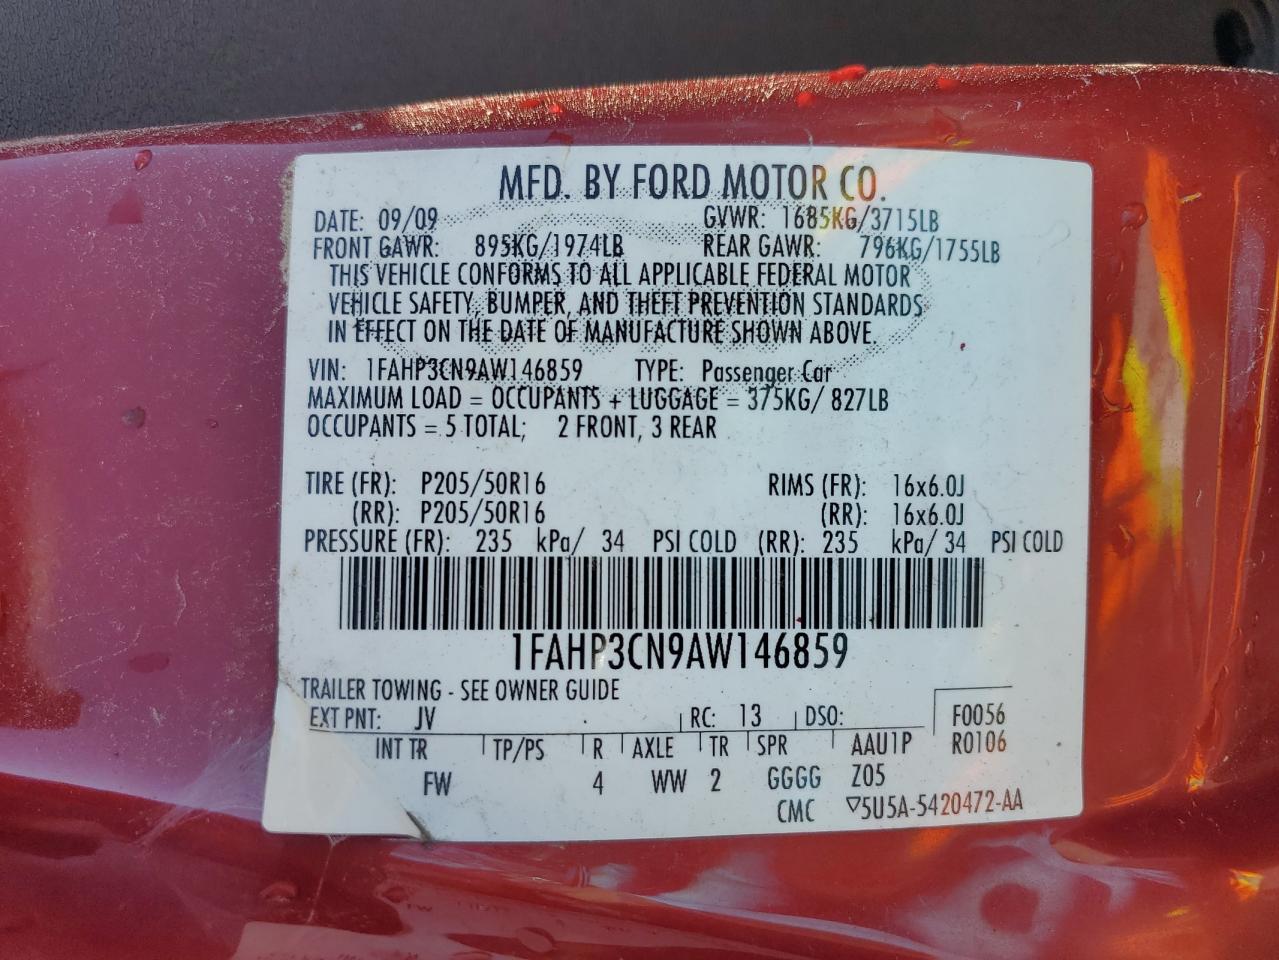 MFD. BY FORD MOTOR CO.
DATE: 09/09 GVWR: 1685KG/3715LB
FRONT GAWR: 895KG/1974LB REAR GAWR: 796KG/1755LB
THIS VEHICLE CONFORMS TO ALL APPLICABLE FEDERAL MOTOR
VEHICLE SAFETY, BUMPER, AND THEFT PREVENTION STANDARDS
IN EFFECT ON THE DATE OF MANUFACTURE SHOWN ABOVE.
VIN: 1FAHP3CN9AW146859 TYPE: Passenger Car
MAXIMUM LOAD = OCCUPANTS + LUGGAGE = 375KG/ 827LB
OCCUPANTS = 5 TOTAL; 2 FRONT, 3 REAR
TIRE (FR): P205/50R16 RIMS (FR): 16x6.0J
(RR): P205/50R16 (RR): 16x6.0J
PRESSURE (FR): 235 kPa/ 34 PSI COLD (RR): 235 kPa/ 34 PSI COLD
1FAHP3CN9AW146859
TRAILER TOWING - SEE OWNER GUIDE
EXT PNT: JV RC: 13 DSO: F0056
INT TR TP/PS R AXLE TR SPR AAU1P R0106
FW 4 WW 2 GGGG Z05
CMC ▽5U5A-5420472-AA